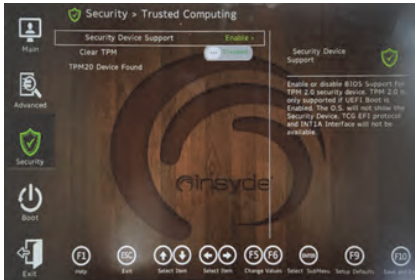 Security > Trusted Computing
Main
Advanced
Security
Boot
Exit
Security Device Support
Enable >
Clear TPM
Disabled
TPM20 Device Found
insyde
Security Device
Support
Enable or disable BIOS Support for
TPM 2.0 security device. TPM 2.0 is
only supported if UEFI Boot is
Enabled. The O.S. will not show the
Security Device. TCG EFI protocol
and INT1A Interface will not be
available.
F1
ESC
F5 F6
ENTER
F9
F10
Help
Exit
Select Item
Select Item
Change Values
Select SubMenu
Setup Defaults